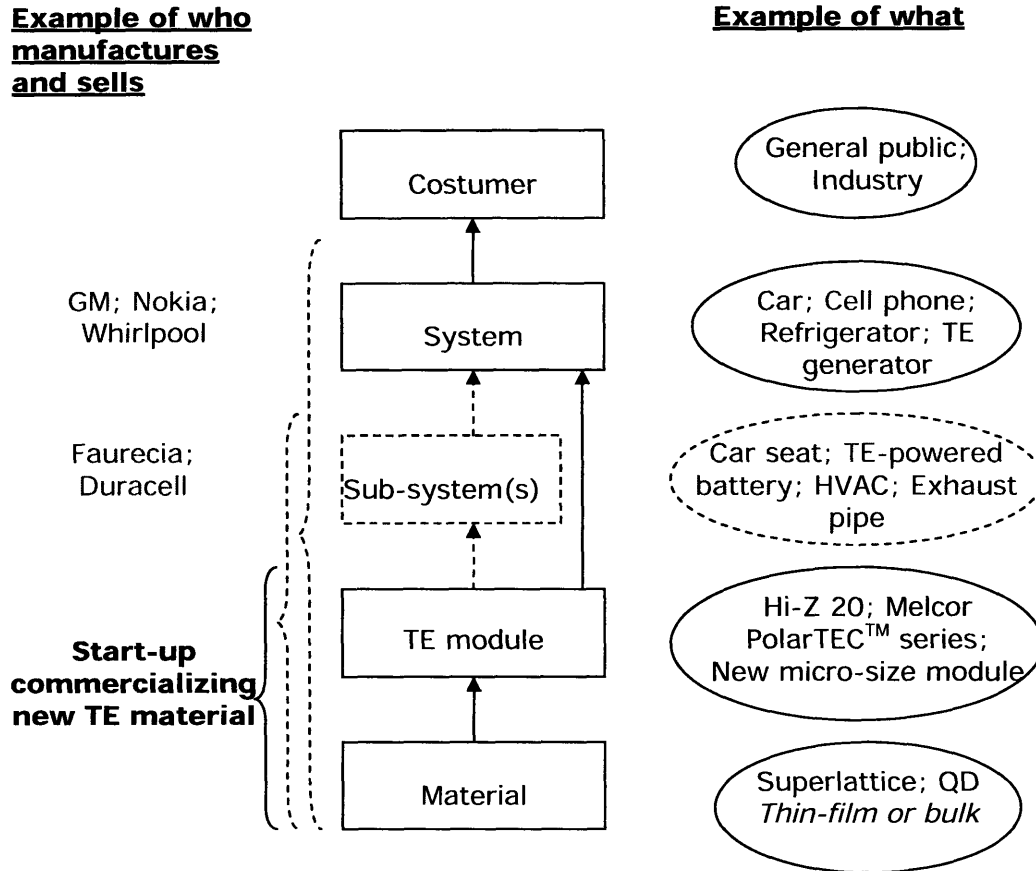 Example of who
manufactures
and sells
Example of what
Costumer
General public;
Industry
GM; Nokia;
Whirlpool
System
Car; Cell phone;
Refrigerator; TE
generator
Faurecia;
Duracell
Sub-system(s)
Car seat; TE-powered
battery; HVAC; Exhaust
pipe
Start-up
commercializing
new TE material
TE module
Hi-Z 20; Melcor
PolarTEC™ series;
New micro-size module
Material
Superlattice; QD
Thin-film or bulk